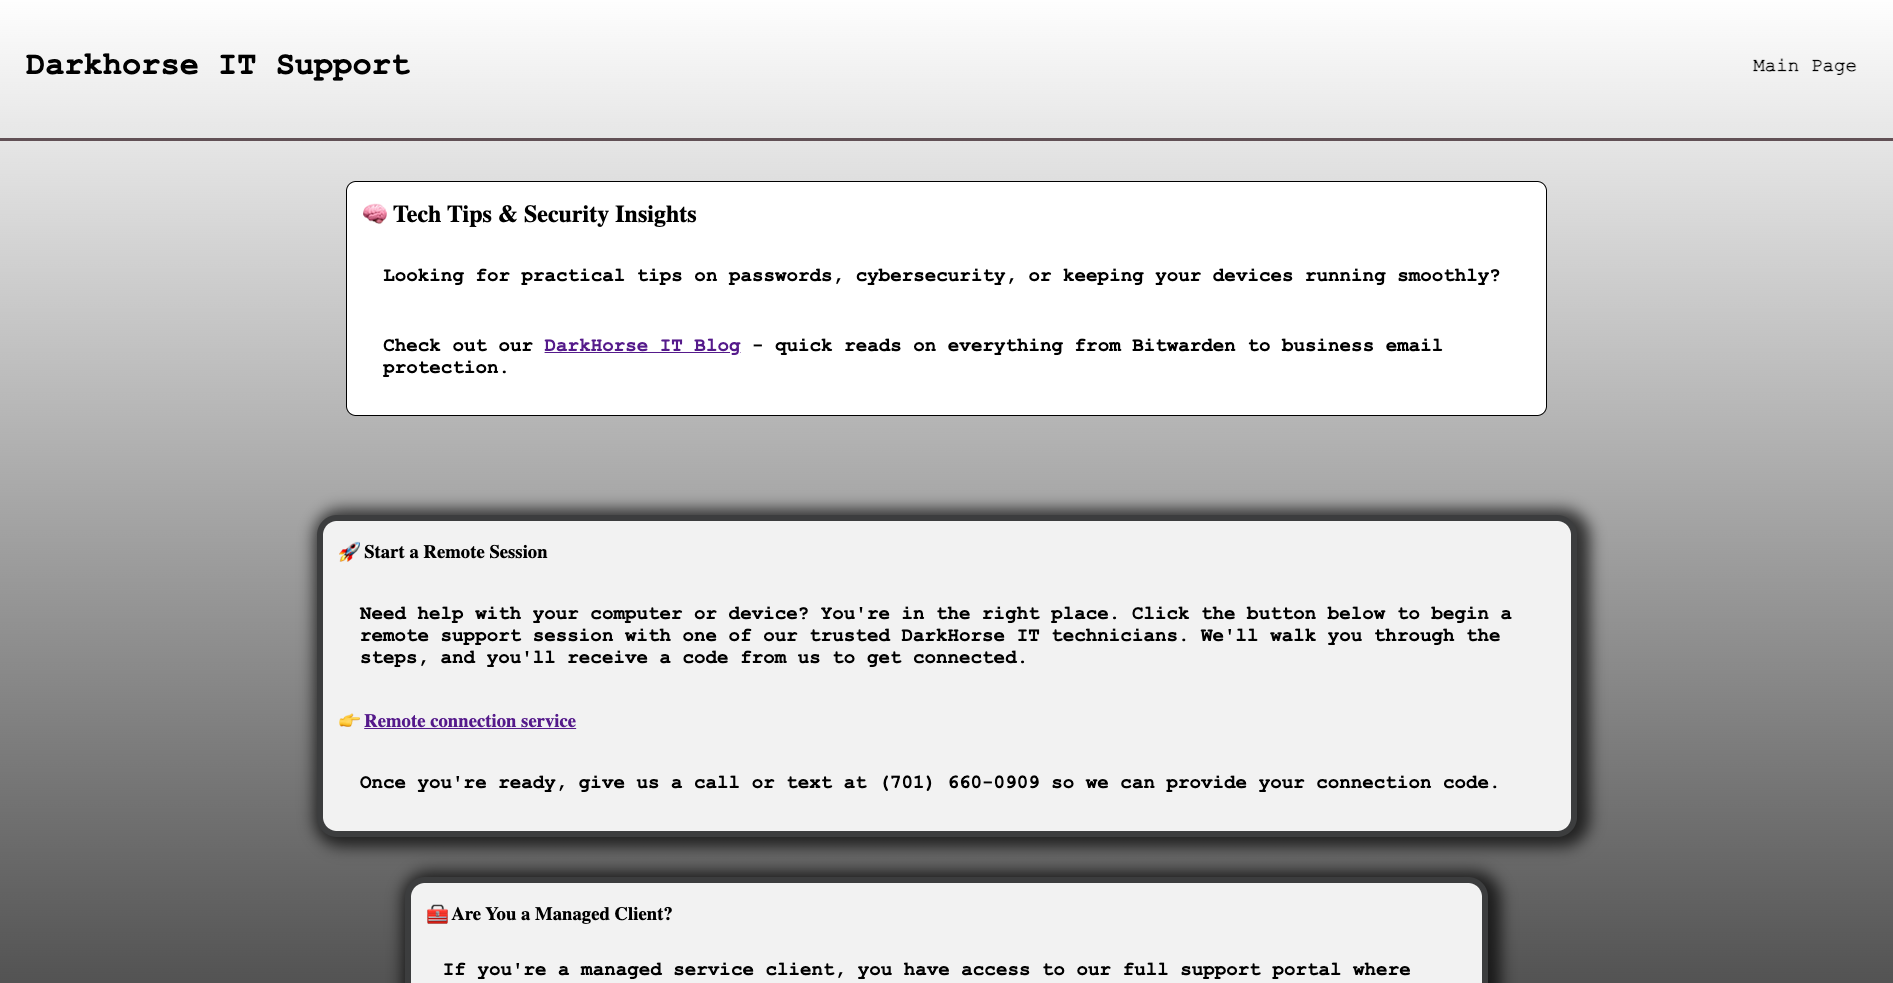 Darkhorse IT Support
Main Page
🧠 Tech Tips & Security Insights
Looking for practical tips on passwords, cybersecurity, or keeping your devices running smoothly?
Check out our DarkHorse IT Blog - quick reads on everything from Bitwarden to business email
protection.
🚀 Start a Remote Session
Need help with your computer or device? You're in the right place. Click the button below to begin a
remote support session with one of our trusted DarkHorse IT technicians. We'll walk you through the
steps, and you'll receive a code from us to get connected.
👉 Remote connection service
Once you're ready, give us a call or text at (701) 660-0909 so we can provide your connection code.
🧰 Are You a Managed Client?
If you're a managed service client, you have access to our full support portal where